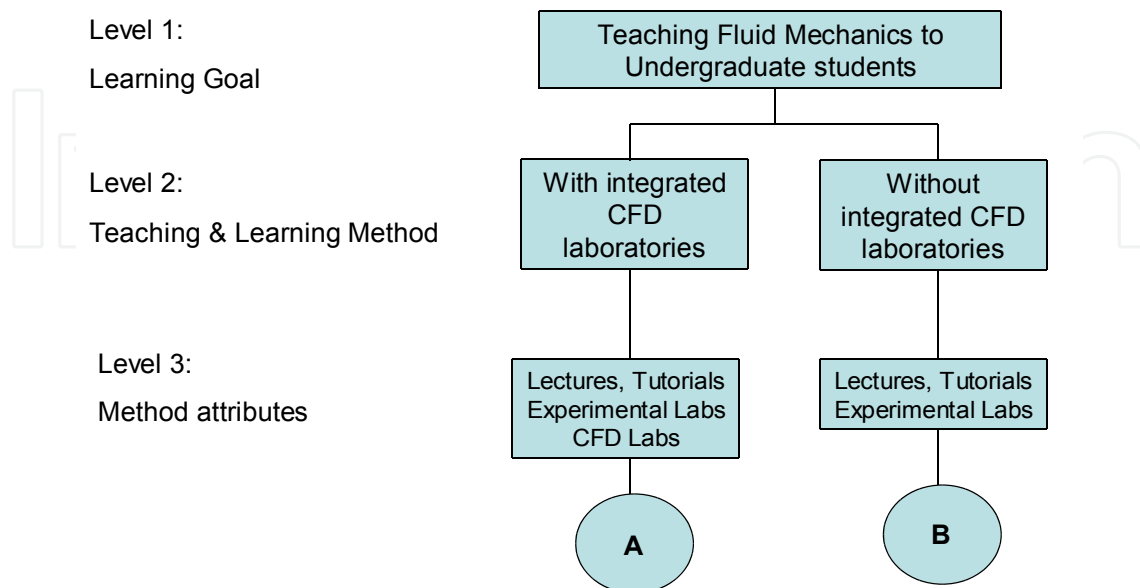 Level 1:
Learning Goal
Teaching Fluid Mechanics to
Undergraduate students
Level 2:
Teaching & Learning Method
With integrated
CFD
laboratories
Without
integrated CFD
laboratories
Level 3:
Method attributes
Lectures, Tutorials
Experimental Labs
CFD Labs
Lectures, Tutorials
Experimental Labs
A
B